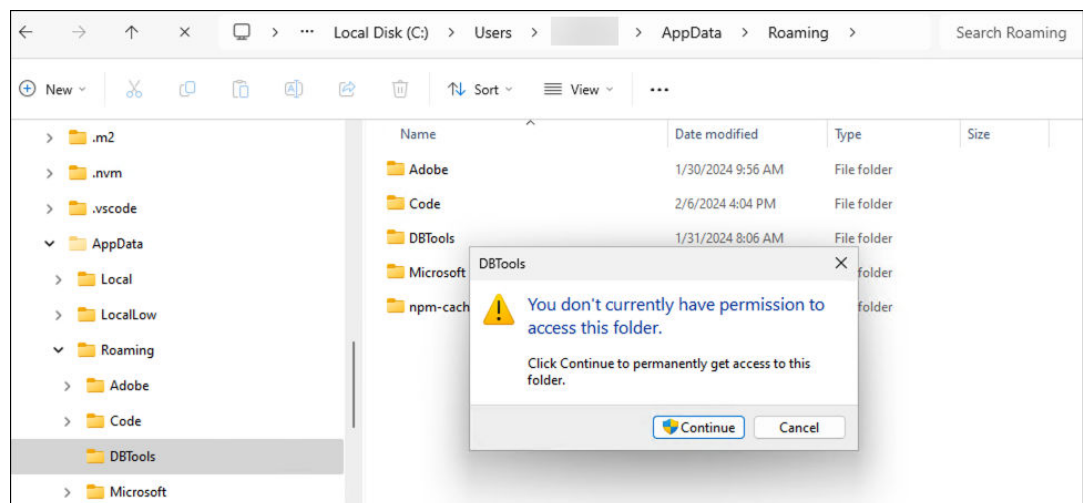 Local Disk (C:) > Users > > AppData > Roaming >
Search Roaming
New
Sort
View
.m2
.nvm
.vscode
AppData
Local
LocalLow
Roaming
Adobe
Code
DBTools
Microsoft
Name Date modified Type Size
Adobe 1/30/2024 9:56 AM File folder
Code 2/6/2024 4:04 PM File folder
DBTools 1/31/2024 8:06 AM File folder
Microsoft folder
npm-cach folder
DBTools
You don't currently have permission to
access this folder.
Click Continue to permanently get access to this
folder.
Continue Cancel